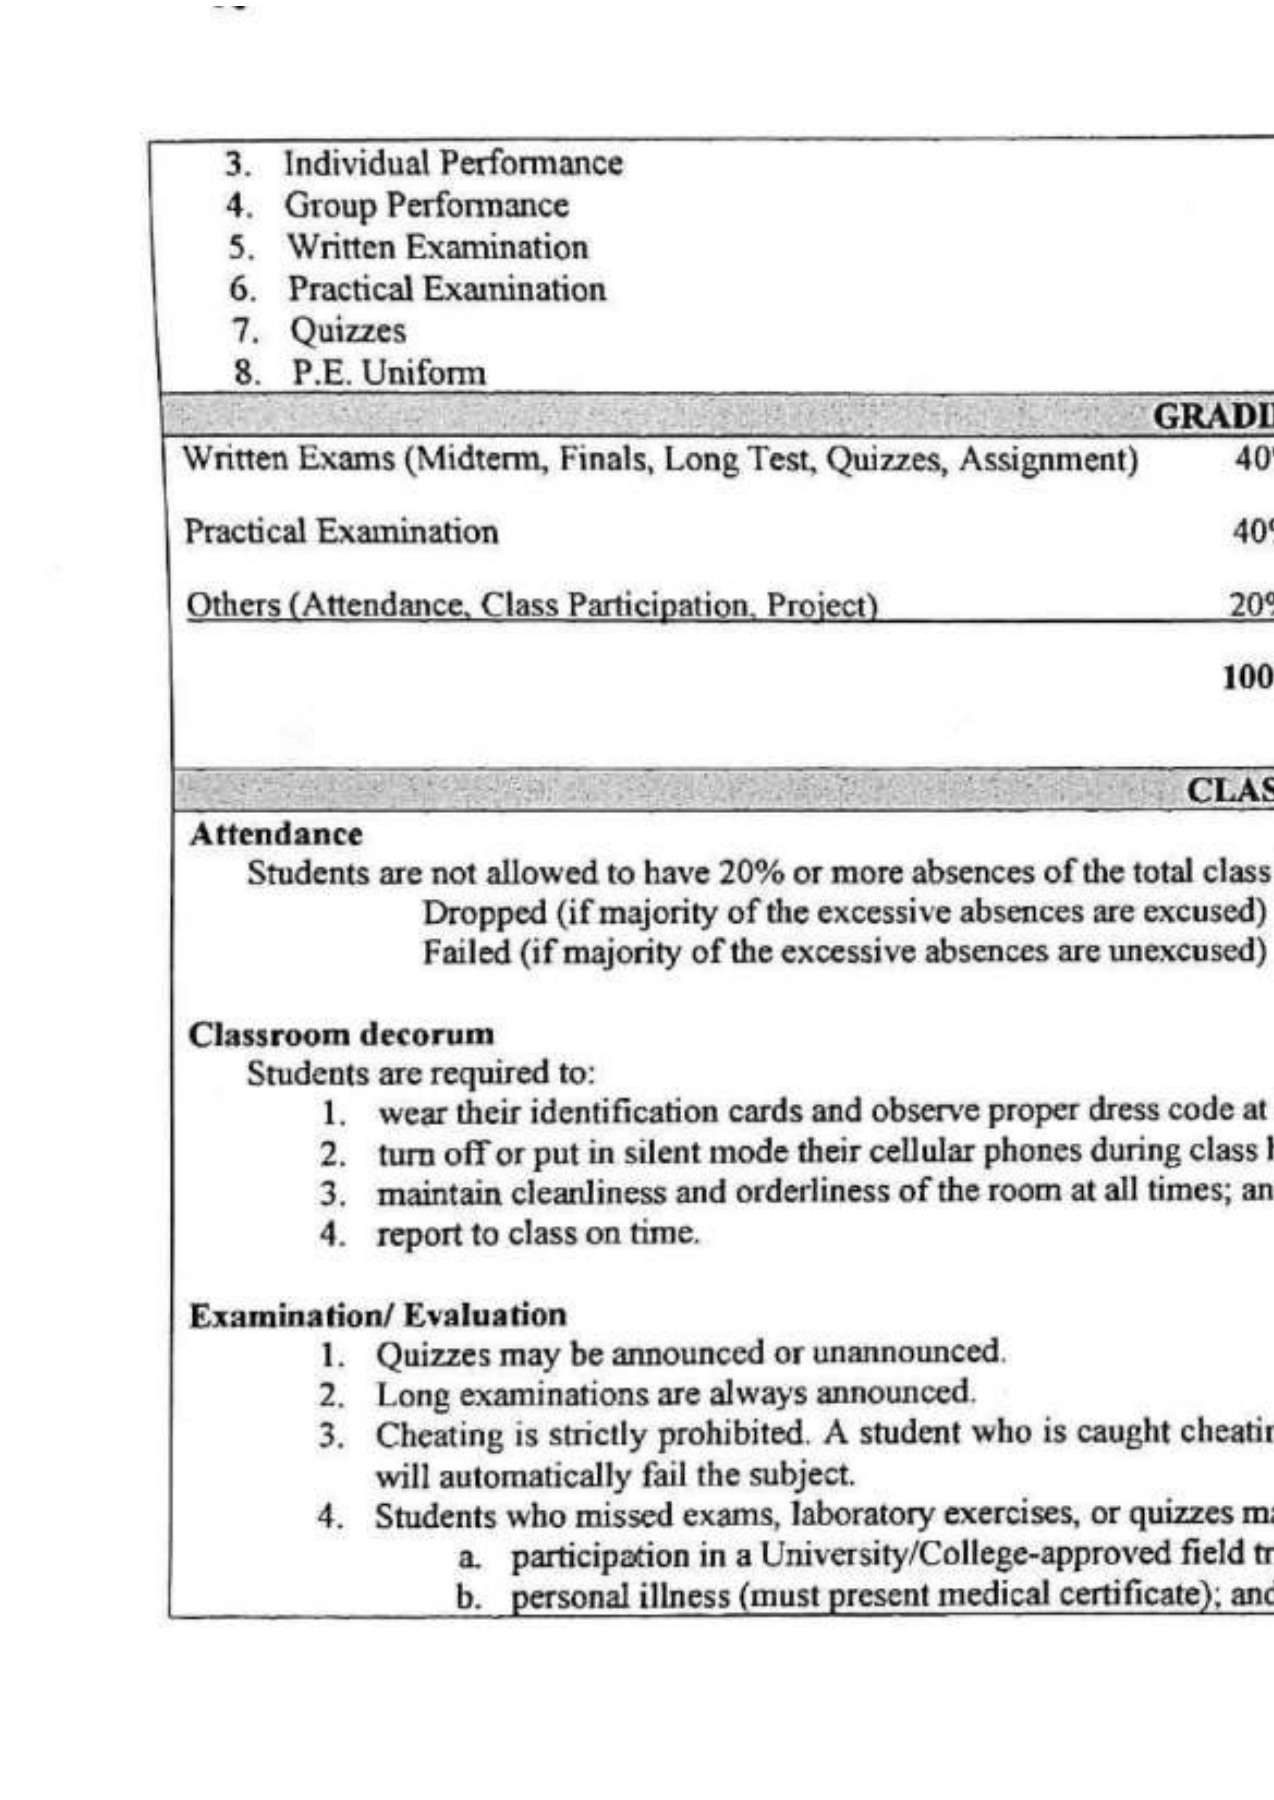 3. Individual Performance
4. Group Performance
5. Written Examination
6. Practical Examination
7. Quizzes
8. P.E. Uniform
GRADI
Written Exams (Midterm, Finals, Long Test, Quizzes, Assignment) 40%
Practical Examination 40%
Others (Attendance, Class Participation, Project) 20%
100
CLAS
Attendance
Students are not allowed to have 20% or more absences of the total class
Dropped (if majority of the excessive absences are excused)
Failed (if majority of the excessive absences are unexcused)
Classroom decorum
Students are required to:
1. wear their identification cards and observe proper dress code at
2. turn off or put in silent mode their cellular phones during class
3. maintain cleanliness and orderliness of the room at all times; an
4. report to class on time.
Examination/ Evaluation
1. Quizzes may be announced or unannounced.
2. Long examinations are always announced.
3. Cheating is strictly prohibited. A student who is caught cheatin
will automatically fail the subject.
4. Students who missed exams, laboratory exercises, or quizzes ma
a. participation in a University/College-approved field tr
b. personal illness (must present medical certificate); and